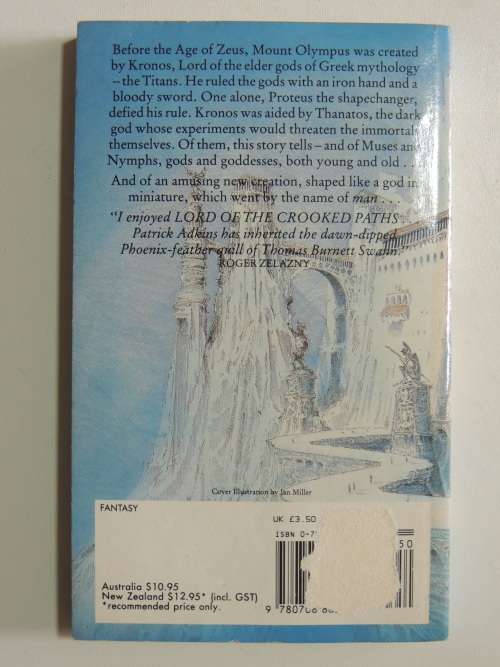 Before the Age of Zeus, Mount Olympus was created
by Kronos, Lord of the elder gods of Greek mythology
– the Titans. He ruled the gods with an iron hand and a
bloody sword. One alone, Proteus the shapechanger,
defied his rule. Kronos was aided by Thanatos, the dark
god whose experiments would threaten the immortals
themselves. Of them, this story tells – and of Muses and
Nymphs, gods and goddesses, both young and old . . .
And of an amusing new creation, shaped like a god in
miniature, which went by the name of man . . .
"I enjoyed LORD OF THE CROOKED PATHS.
Patrick Adkins has inherited the dawn-dipped
Phoenix-feather quill of Thomas Burnett Swann."
ROGER ZELAZNY
Cover Illustration by Jan Miller
FANTASY
UK £3.50
ISBN 0-7
50
Australia $10.95
New Zealand $12.95* (incl. GST)
*recommended price only.
9 780708